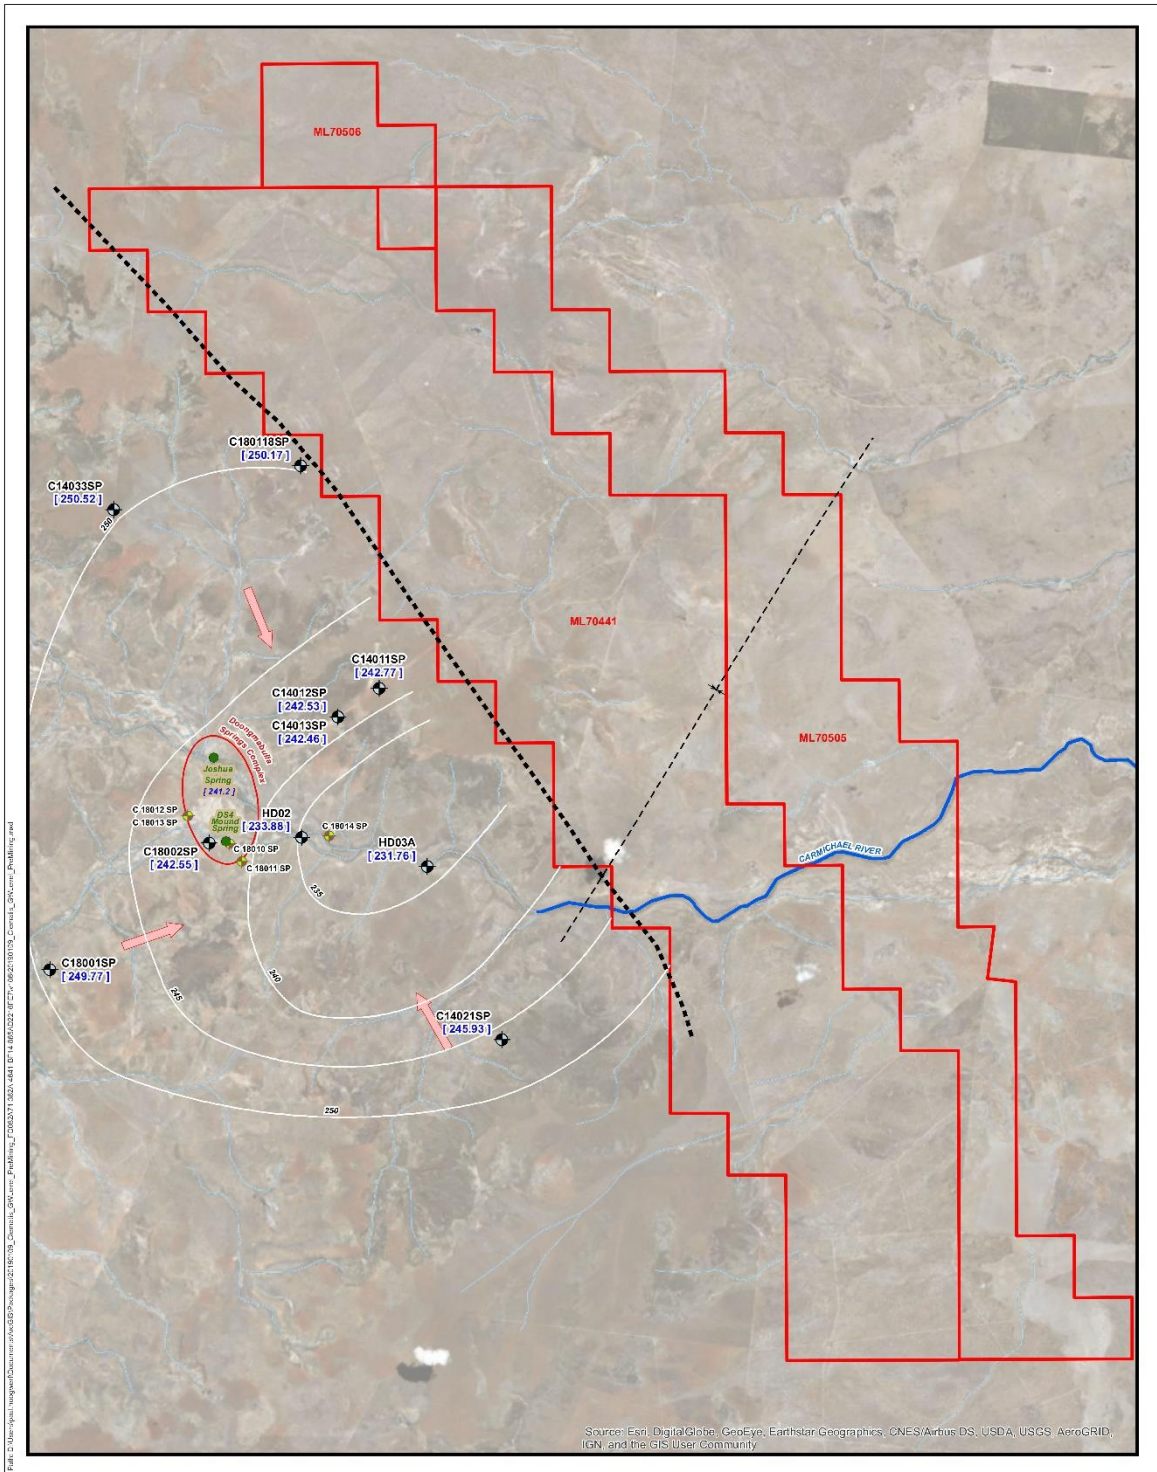 ML70506
C180118SP
[ 250.17 ]
C14033SP
[ 250.52 ]
250
ML70441
C14011SP
[ 242.77 ]
C14012SP
[ 242.53 ]
C14013SP
[ 242.46 ]
Doongmabulla
Springs Complex
ML70505
Joshua
Spring
[ 241.2 ]
C 18012 SP
C 18013 SP
DS4
Mound
Spring
HD02
[ 233.88 ]
C 18014 SP
C 18010 SP
C18002SP
[ 242.55 ]
C 18011 SP
HD03A
[ 231.76 ]
CARMICHAEL RIVER
235
C18001SP
[ 249.77 ]
240
245
C14021SP
[ 245.93 ]
250
Source: Esri, DigitalGlobe, GeoEye, Earthstar Geographics, CNES/Airbus DS, USDA, USGS, AeroGRID,
IGN, and the GIS User Community